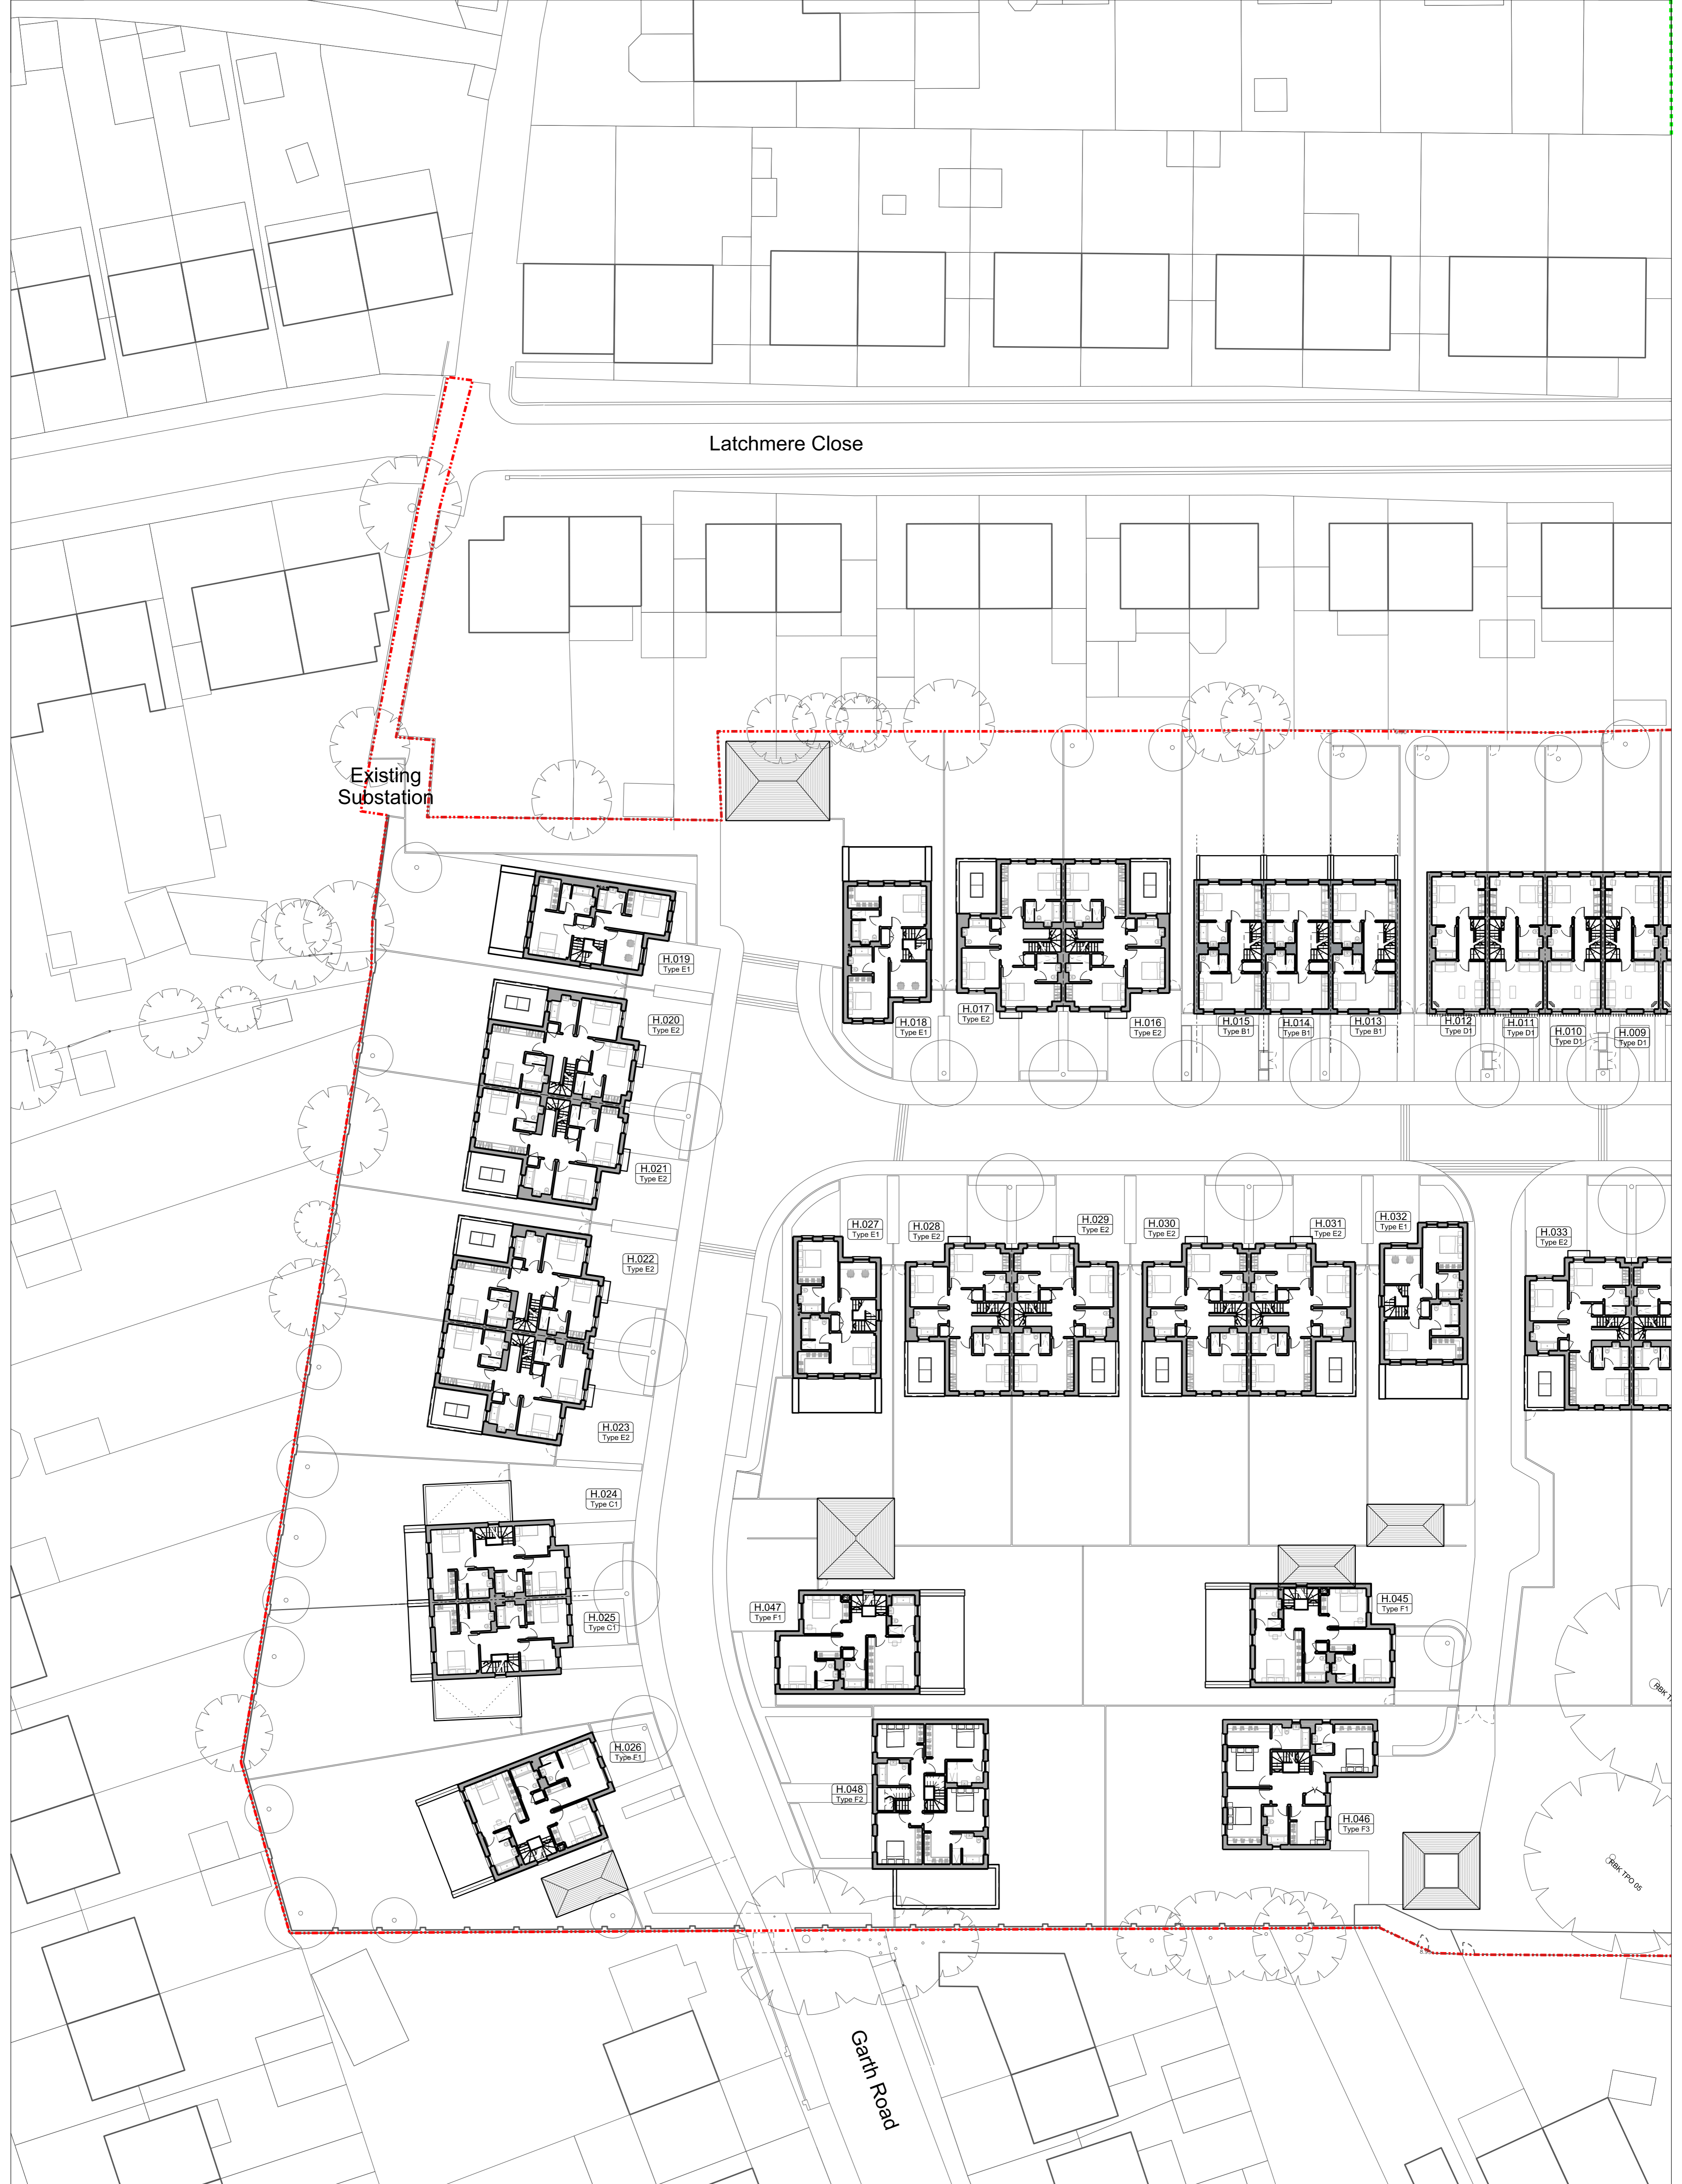 Latchmere Close
Existing
Substation
H.019
Type E1
H.020
Type E2
H.018
Type E1
H.017
Type E2
H.016
Type E2
H.015
Type B1
H.014
Type B1
H.013
Type B1
H.012
Type D1
H.011
Type D1
H.010
Type D1
H.009
Type D1
H.021
Type E2
H.022
Type E2
H.023
Type E2
H.027
Type E1
H.028
Type E2
H.029
Type E2
H.030
Type E2
H.031
Type E2
H.032
Type E1
H.033
Type E2
H.024
Type C1
H.025
Type C1
H.047
Type F1
H.045
Type F1
H.026
Type F1
H.048
Type F2
H.046
Type F3
RBK
RBK TPO 05
Garth Road